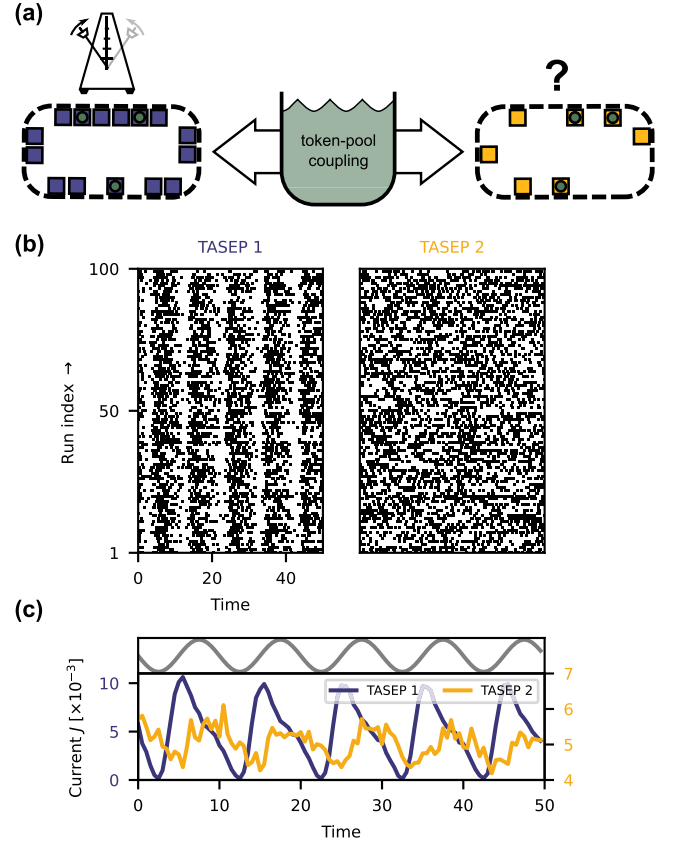 (a)
?
token-pool
coupling
(b)
TASEP 1
TASEP 2
100
50
1
Run index →
0
20
40
Time
(c)
10
5
0
Current J [×10⁻³]
TASEP 1
TASEP 2
7
6
5
4
0
10
20
30
40
50
Time